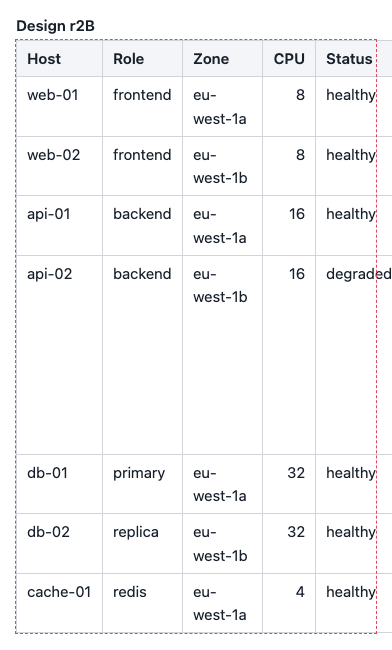 Design r2B
Host Role Zone CPU Status
web-01 frontend eu-
west-1a 8 healthy
web-02 frontend eu-
west-1b 8 healthy
api-01 backend eu-
west-1a 16 healthy
api-02 backend eu-
west-1b 16 degraded
db-01 primary eu-
west-1a 32 healthy
db-02 replica eu-
west-1b 32 healthy
cache-01 redis eu-
west-1a 4 healthy